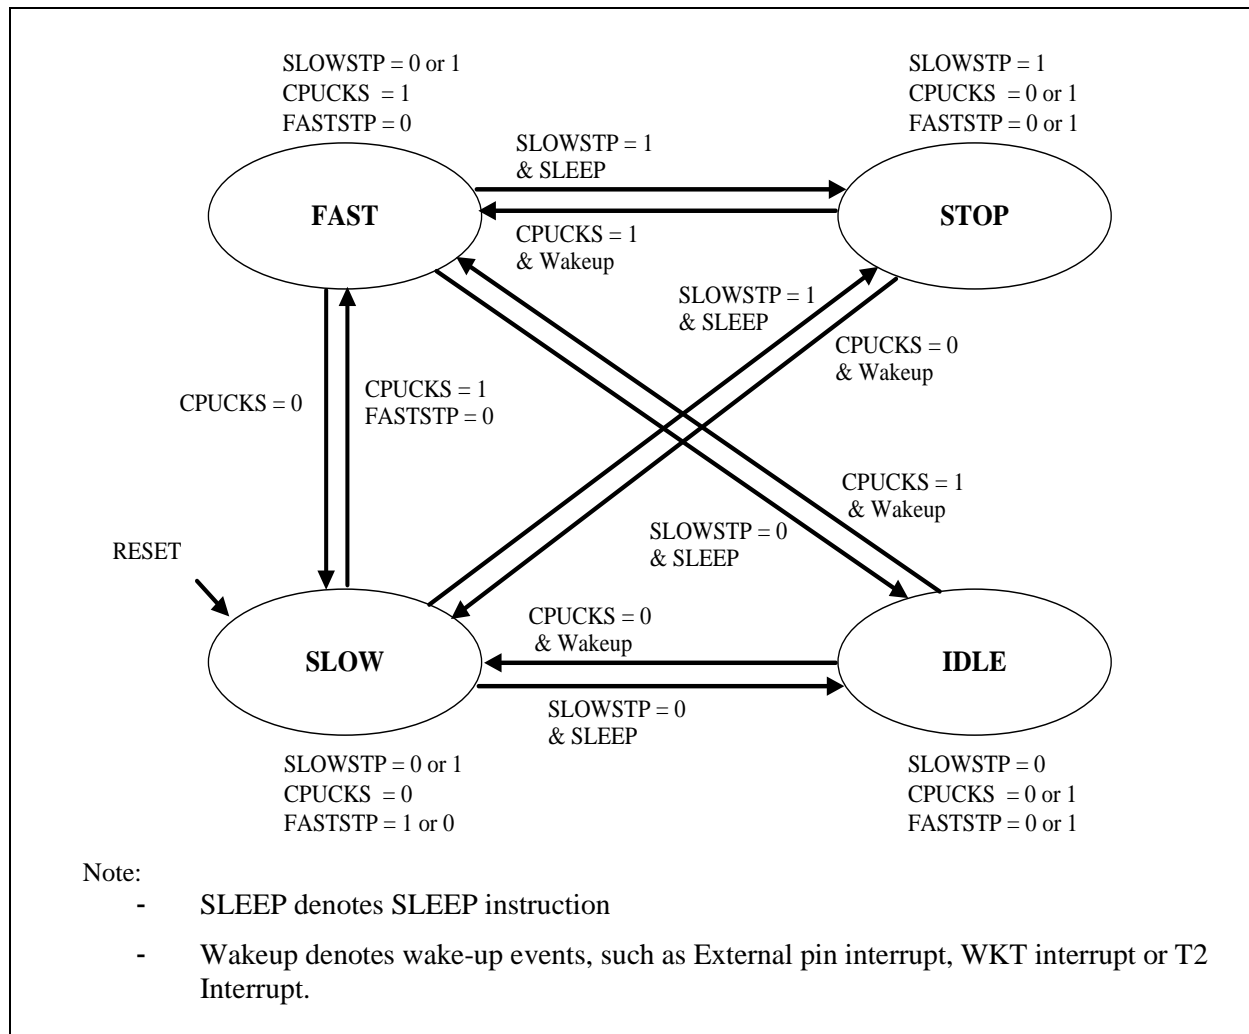 SLOWSTP = 0 or 1
CPUCKS = 1
FASTSTP = 0
SLOWSTP = 1
CPUCKS = 0 or 1
FASTSTP = 0 or 1
SLOWSTP = 1
& SLEEP
FAST
STOP
CPUCKS = 1
& Wakeup
SLOWSTP = 1
& SLEEP
CPUCKS = 0
& Wakeup
CPUCKS = 0
CPUCKS = 1
FASTSTP = 0
CPUCKS = 1
& Wakeup
SLOWSTP = 0
& SLEEP
RESET
CPUCKS = 0
& Wakeup
SLOW
IDLE
SLOWSTP = 0
& SLEEP
SLOWSTP = 0 or 1
CPUCKS = 0
FASTSTP = 1 or 0
SLOWSTP = 0
CPUCKS = 0 or 1
FASTSTP = 0 or 1
Note:
- SLEEP denotes SLEEP instruction
- Wakeup denotes wake-up events, such as External pin interrupt, WKT interrupt or T2
Interrupt.